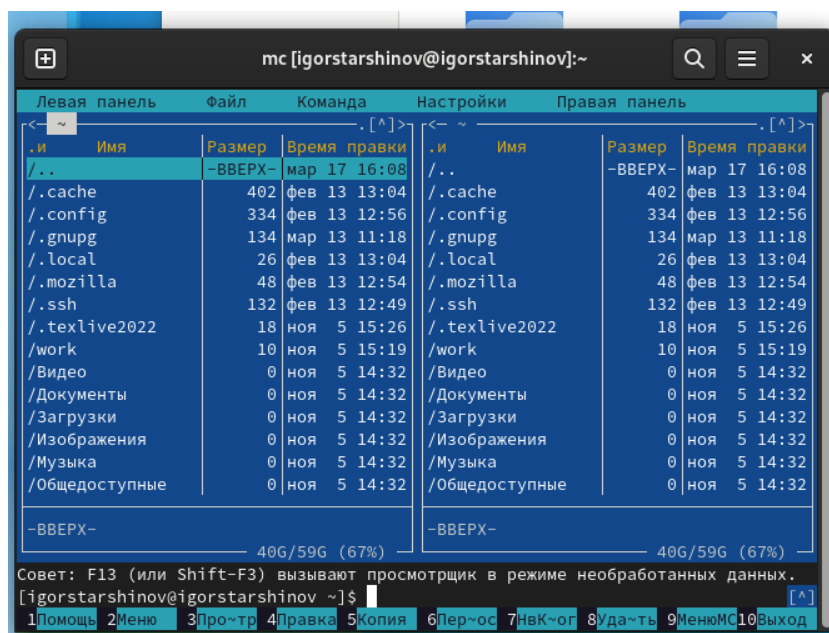 mc [igorstarshinov@igorstarshinov]:~
Левая панель Файл Команда Настройки Правая панель
<— ~ .[^]> <— ~ .[^]>
.и Имя Размер Время правки .и Имя Размер Время правки
/.. -ВВЕРХ- мар 17 16:08 /.. -ВВЕРХ- мар 17 16:08
/.cache 402 фев 13 13:04 /.cache 402 фев 13 13:04
/.config 334 фев 13 12:56 /.config 334 фев 13 12:56
/.gnupg 134 мар 13 11:18 /.gnupg 134 мар 13 11:18
/.local 26 фев 13 13:04 /.local 26 фев 13 13:04
/.mozilla 48 фев 13 12:54 /.mozilla 48 фев 13 12:54
/.ssh 132 фев 13 12:49 /.ssh 132 фев 13 12:49
/.texlive2022 18 ноя 5 15:26 /.texlive2022 18 ноя 5 15:26
/work 10 ноя 5 15:19 /work 10 ноя 5 15:19
/Видео 0 ноя 5 14:32 /Видео 0 ноя 5 14:32
/Документы 0 ноя 5 14:32 /Документы 0 ноя 5 14:32
/Загрузки 0 ноя 5 14:32 /Загрузки 0 ноя 5 14:32
/Изображения 0 ноя 5 14:32 /Изображения 0 ноя 5 14:32
/Музыка 0 ноя 5 14:32 /Музыка 0 ноя 5 14:32
/Общедоступные 0 ноя 5 14:32 /Общедоступные 0 ноя 5 14:32
-ВВЕРХ- -ВВЕРХ-
40G/59G (67%) 40G/59G (67%)
Совет: F13 (или Shift-F3) вызывают просмотрщик в режиме необработанных данных.
[igorstarshinov@igorstarshinov ~]$ [^]
1Помощь 2Меню 3Про~тр 4Правка 5Копия 6Пер~ос 7НвК~ог 8Уда~ть 9МенюМС 10Выход